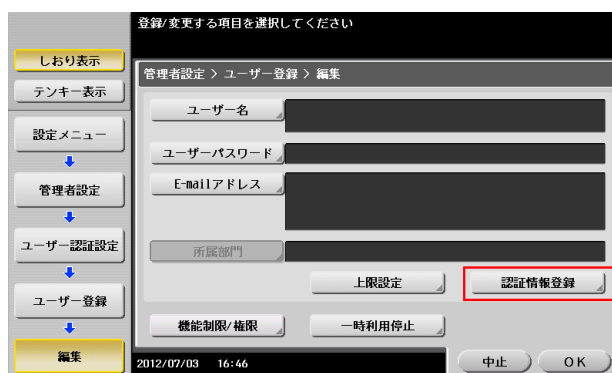 登録/変更する項目を選択してください
しおり表示
テンキー表示
設定メニュー
管理者設定
ユーザー認証設定
ユーザー登録
編集
管理者設定 > ユーザー登録 > 編集
ユーザー名
ユーザーパスワード
E-mailアドレス
所属部門
上限設定
認証情報登録
機能制限/権限
一時利用停止
2012/07/03 16:46
中止
OK